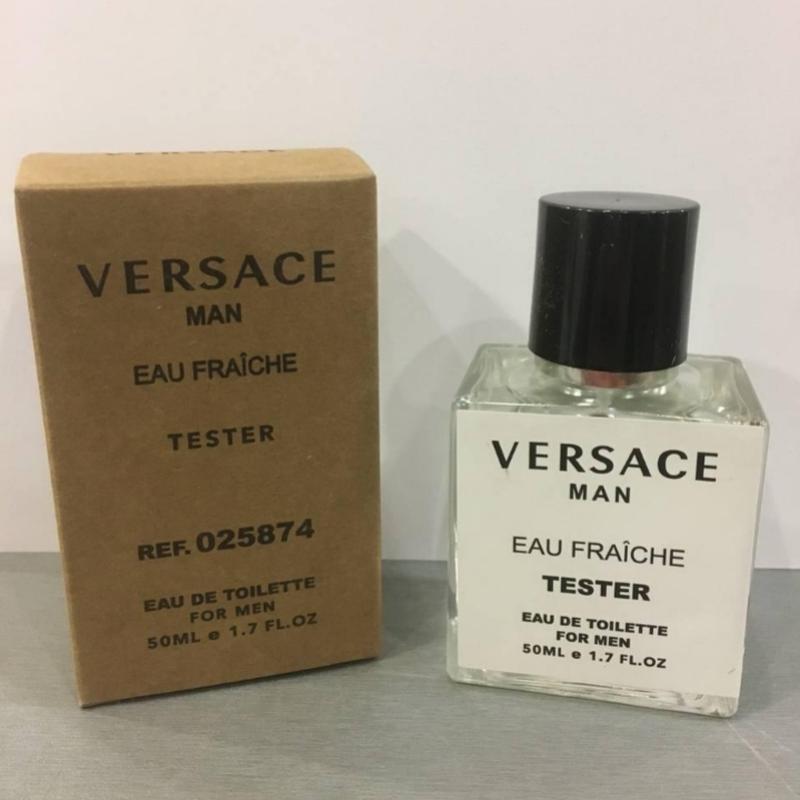 VERSACE
MAN
EAU FRAÎCHE
TESTER
REF. 025874
EAU DE TOILETTE
FOR MEN
50ML e 1.7 FL.OZ
VERSACE
MAN
EAU FRAÎCHE
TESTER
EAU DE TOILETTE
FOR MEN
50ML e 1.7 FL.OZ